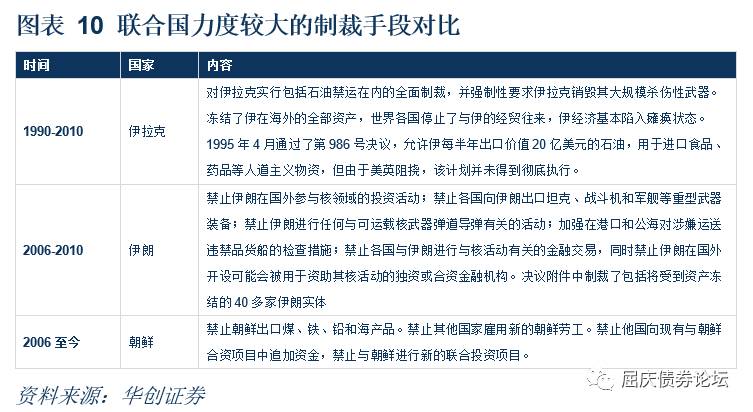 图表 10 联合国力度较大的制裁手段对比
时间 国家 内容
对伊拉克实行包括石油禁运在内的全面制裁，并强制性要求伊拉克销毁其大规模杀伤性武器。
冻结了伊在海外的全部资产，世界各国停止了与伊的经贸往来，伊经济基本陷入瘫痪状态。
1990-2010 伊拉克
1995 年 4 月通过了第 986 号决议，允许伊每半年出口价值 20 亿美元的石油，用于进口食品、
药品等人道主义物资，但由于美英阻挠，该计划并未得到彻底执行。
禁止伊朗在国外参与核领域的投资活动；禁止各国向伊朗出口坦克、战斗机和军舰等重型武器
装备；禁止伊朗进行任何与可运载核武器弹道导弹有关的活动；加强在港口和公海对涉嫌运送
2006-2010 伊朗
违禁品货船的检查措施；禁止各国与伊朗进行与核活动有关的金融交易，同时禁止伊朗在国外
开设可能会被用于资助其核活动的独资或合资金融机构。决议附件中制裁了包括将受到资产冻
结的 40 多家伊朗实体
2006 至今 朝鲜
禁止朝鲜出口煤、铁、铅和海产品。禁止其他国家雇用新的朝鲜劳工。禁止他国向现有与朝鲜
合资项目中追加资金，禁止与朝鲜进行新的联合投资项目。
资料来源：华创证券
屈庆债券论坛